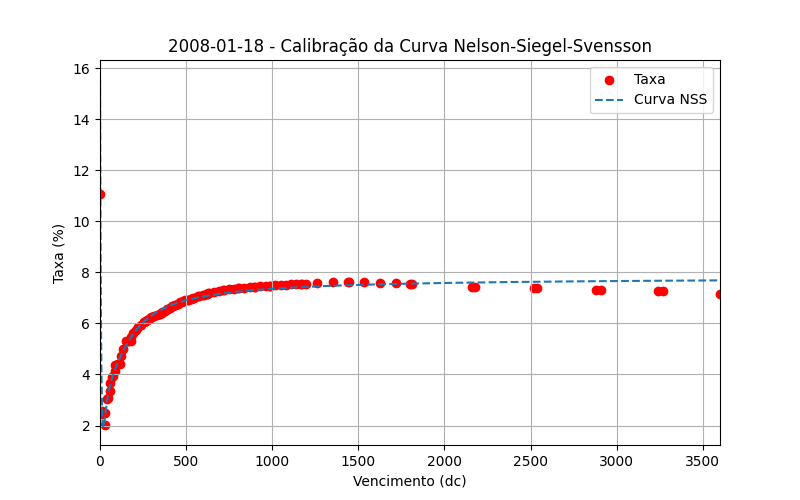 2008-01-18 - Calibração da Curva Nelson-Siegel-Svensson
Taxa
Curva NSS
Taxa (%)
16
14
12
10
8
6
4
2
0 500 1000 1500 2000 2500 3000 3500
Vencimento (dc)